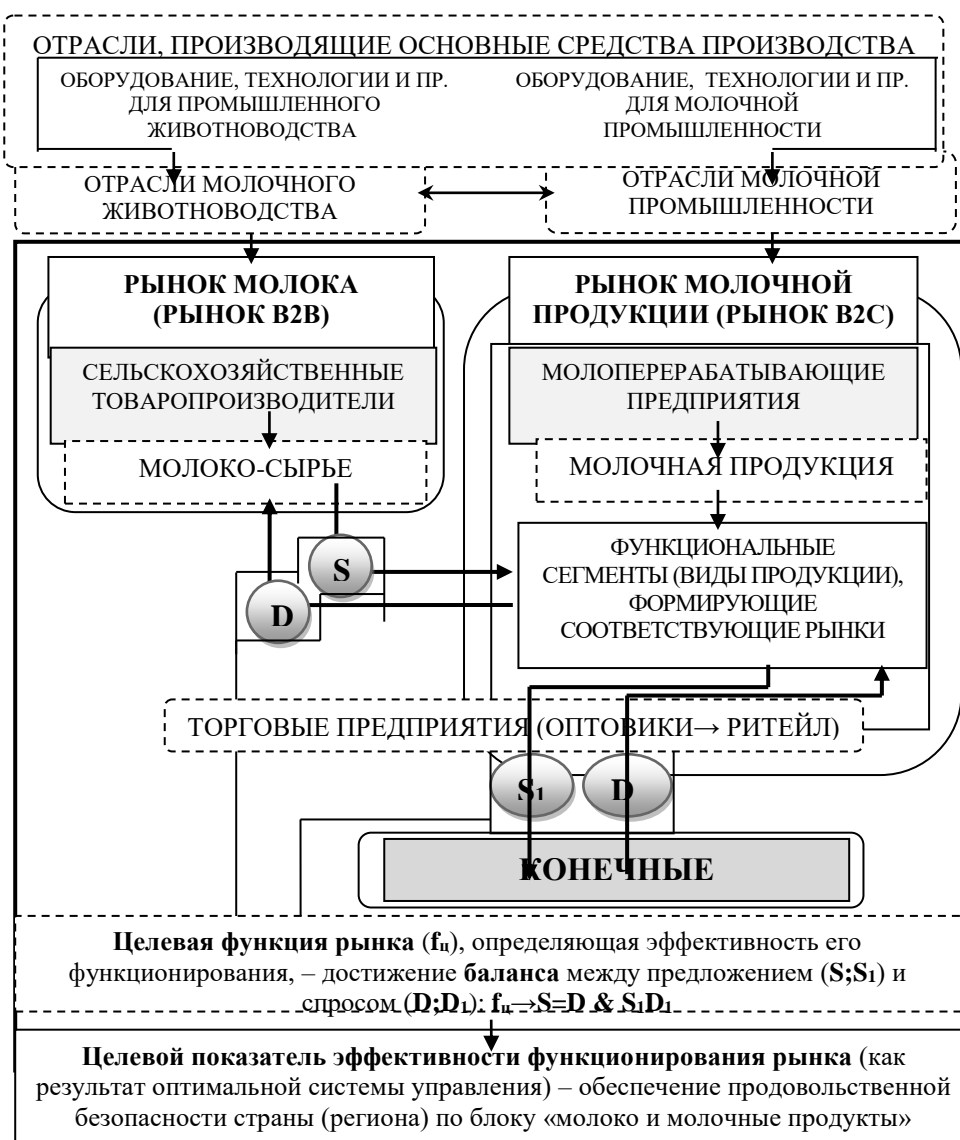 ОТРАСЛИ, ПРОИЗВОДЯЩИЕ ОСНОВНЫЕ СРЕДСТВА ПРОИЗВОДСТВА
ОБОРУДОВАНИЕ, ТЕХНОЛОГИИ И ПР.
ДЛЯ ПРОМЫШЛЕННОГО
ЖИВОТНОВОДСТВА
ОБОРУДОВАНИЕ, ТЕХНОЛОГИИ И ПР.
ДЛЯ МОЛОЧНОЙ
ПРОМЫШЛЕННОСТИ
ОТРАСЛИ МОЛОЧНОГО
ЖИВОТНОВОДСТВА
ОТРАСЛИ МОЛОЧНОЙ
ПРОМЫШЛЕННОСТИ
РЫНОК МОЛОКА
(РЫНОК В2В)
РЫНОК МОЛОЧНОЙ
ПРОДУКЦИИ (РЫНОК В2С)
СЕЛЬСКОХОЗЯЙСТВЕННЫЕ
ТОВАРОПРОИЗВОДИТЕЛИ
МОЛОПЕРЕРАБАТЫВАЮЩИЕ
ПРЕДПРИЯТИЯ
МОЛОКО-СЫРЬЕ
МОЛОЧНАЯ ПРОДУКЦИЯ
ФУНКЦИОНАЛЬНЫЕ
СЕГМЕНТЫ (ВИДЫ ПРОДУКЦИИ),
ФОРМИРУЮЩИЕ
СООТВЕТСТВУЮЩИЕ РЫНКИ
S
D
ТОРГОВЫЕ ПРЕДПРИЯТИЯ (ОПТОВИКИ→ РИТЕЙЛ)
S₁
D
КОНЕЧНЫЕ
Целевая функция рынка (fц), определяющая эффективность его
функционирования, – достижение баланса между предложением (S;S₁) и
спросом (D;D₁): fц→S=D & S₁D₁
Целевой показатель эффективности функционирования рынка (как
результат оптимальной системы управления) – обеспечение продовольственной
безопасности страны (региона) по блоку «молоко и молочные продукты»